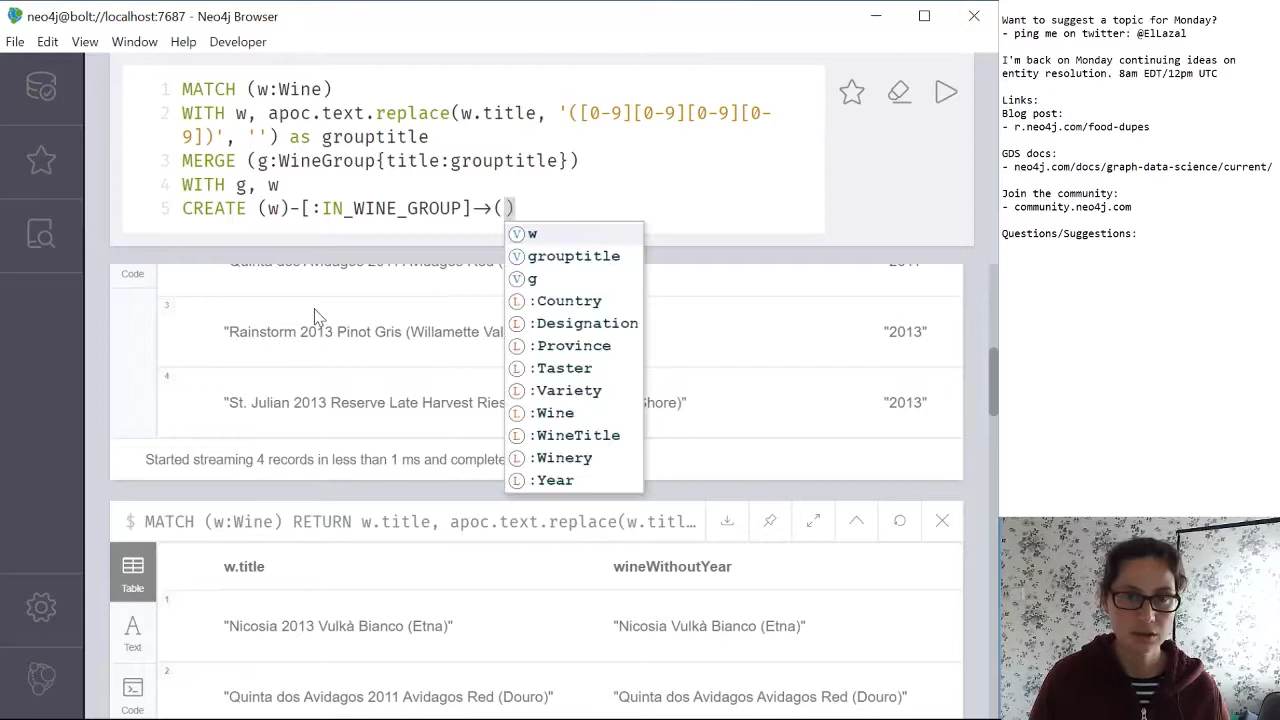 neo4j@bolt://localhost:7687 - Neo4j Browser
File Edit View Window Help Developer
1 MATCH (w:Wine)
2 WITH w, apoc.text.replace(w.title, '([0-9][0-9][0-9][0-
9])', '') as grouptitle
3 MERGE (g:WineGroup{title:grouptitle})
4 WITH g, w
5 CREATE (w)-[:IN_WINE_GROUP]->()
w
grouptitle
g
:Country
:Designation
:Province
:Taster
:Variety
:Wine
:WineTitle
:Winery
:Year
Code
3 "Rainstorm 2013 Pinot Gris (Willamette Val "2013"
4 "St. Julian 2013 Reserve Late Harvest Ries Shore)" "2013"
Started streaming 4 records in less than 1 ms and complete
$ MATCH (w:Wine) RETURN w.title, apoc.text.replace(w.titl...
Table
Text
Code
w.title wineWithoutYear
1 "Nicosia 2013 Vulkà Bianco (Etna)" "Nicosia Vulkà Bianco (Etna)"
2 "Quinta dos Avidagos 2011 Avidagos Red (Douro)" "Quinta dos Avidagos Avidagos Red (Douro)"
Want to suggest a topic for Monday?
- ping me on twitter: @ElLazal
I'm back on Monday continuing ideas on
entity resolution. 8am EDT/12pm UTC
Links:
Blog post:
- r.neo4j.com/food-dupes
GDS docs:
- neo4j.com/docs/graph-data-science/current/
Join the community:
- community.neo4j.com
Questions/Suggestions: